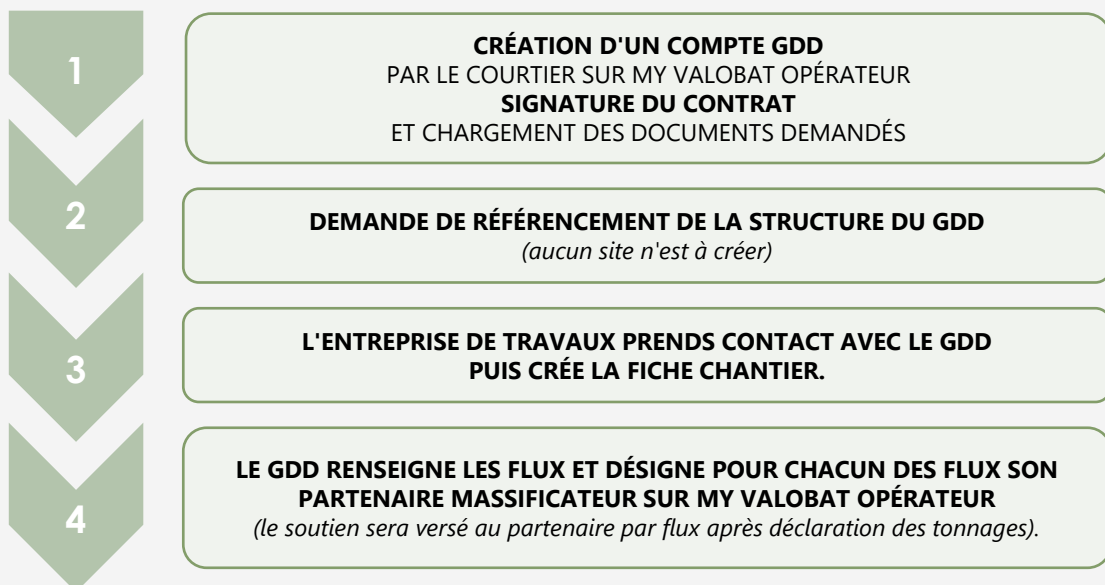 1
CRÉATION D'UN COMPTE GDD
PAR LE COURTIER SUR MY VALOBAT OPÉRATEUR
SIGNATURE DU CONTRAT
ET CHARGEMENT DES DOCUMENTS DEMANDÉS
2
DEMANDE DE RÉFÉRENCEMENT DE LA STRUCTURE DU GDD
(aucun site n'est à créer)
3
L'ENTREPRISE DE TRAVAUX PRENDS CONTACT AVEC LE GDD
PUIS CRÉE LA FICHE CHANTIER.
4
LE GDD RENSEIGNE LES FLUX ET DÉSIGNE POUR CHACUN DES FLUX SON
PARTENAIRE MASSIFICATEUR SUR MY VALOBAT OPÉRATEUR
(le soutien sera versé au partenaire par flux après déclaration des tonnages).